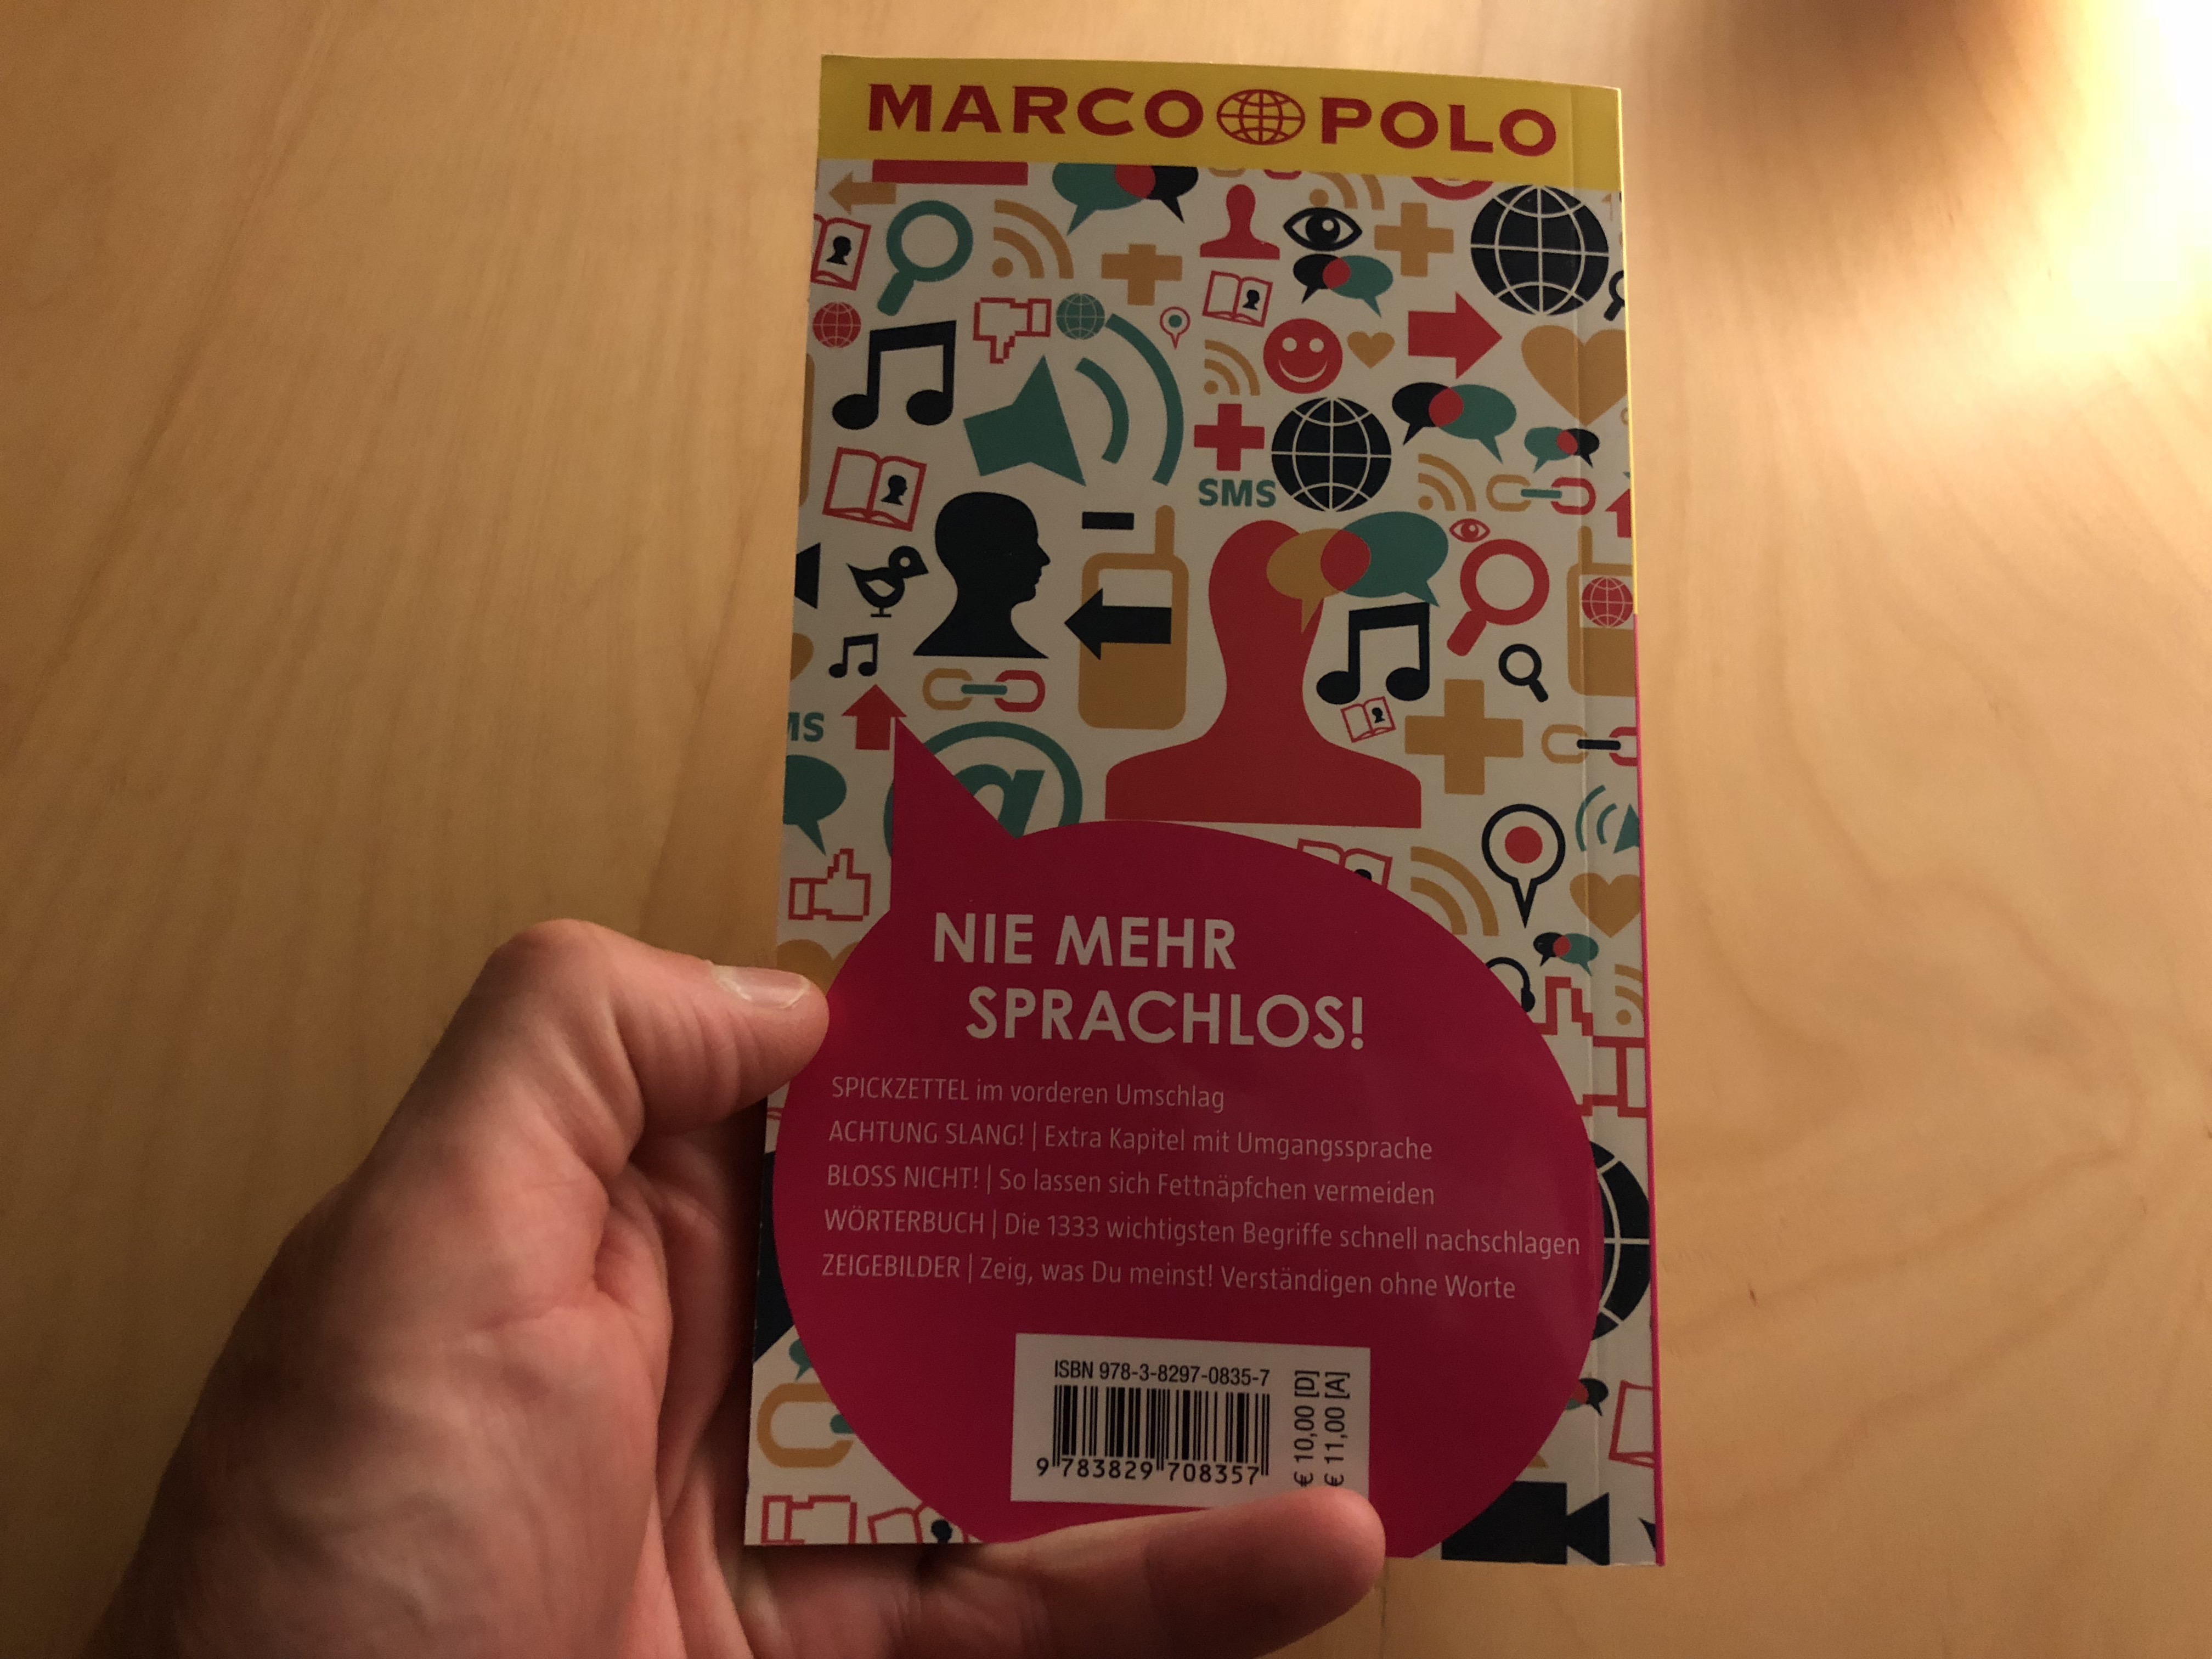 MARCO POLO
SMS
MS
@
NIE MEHR
SPRACHLOS!
SPICKZETTEL im vorderen Umschlag
ACHTUNG SLANG! | Extra Kapitel mit Umgangssprache
BLOSS NICHT! | So lassen sich Fettnäpfchen vermeiden
WÖRTERBUCH | Die 1333 wichtigsten Begriffe schnell nachschlagen
ZEIGEBILDER | Zeig, was Du meinst! Verständigen ohne Worte
ISBN 978-3-8297-0835-7
9 783829 708357
€ 10,00 [D]
€ 11,00 [A]